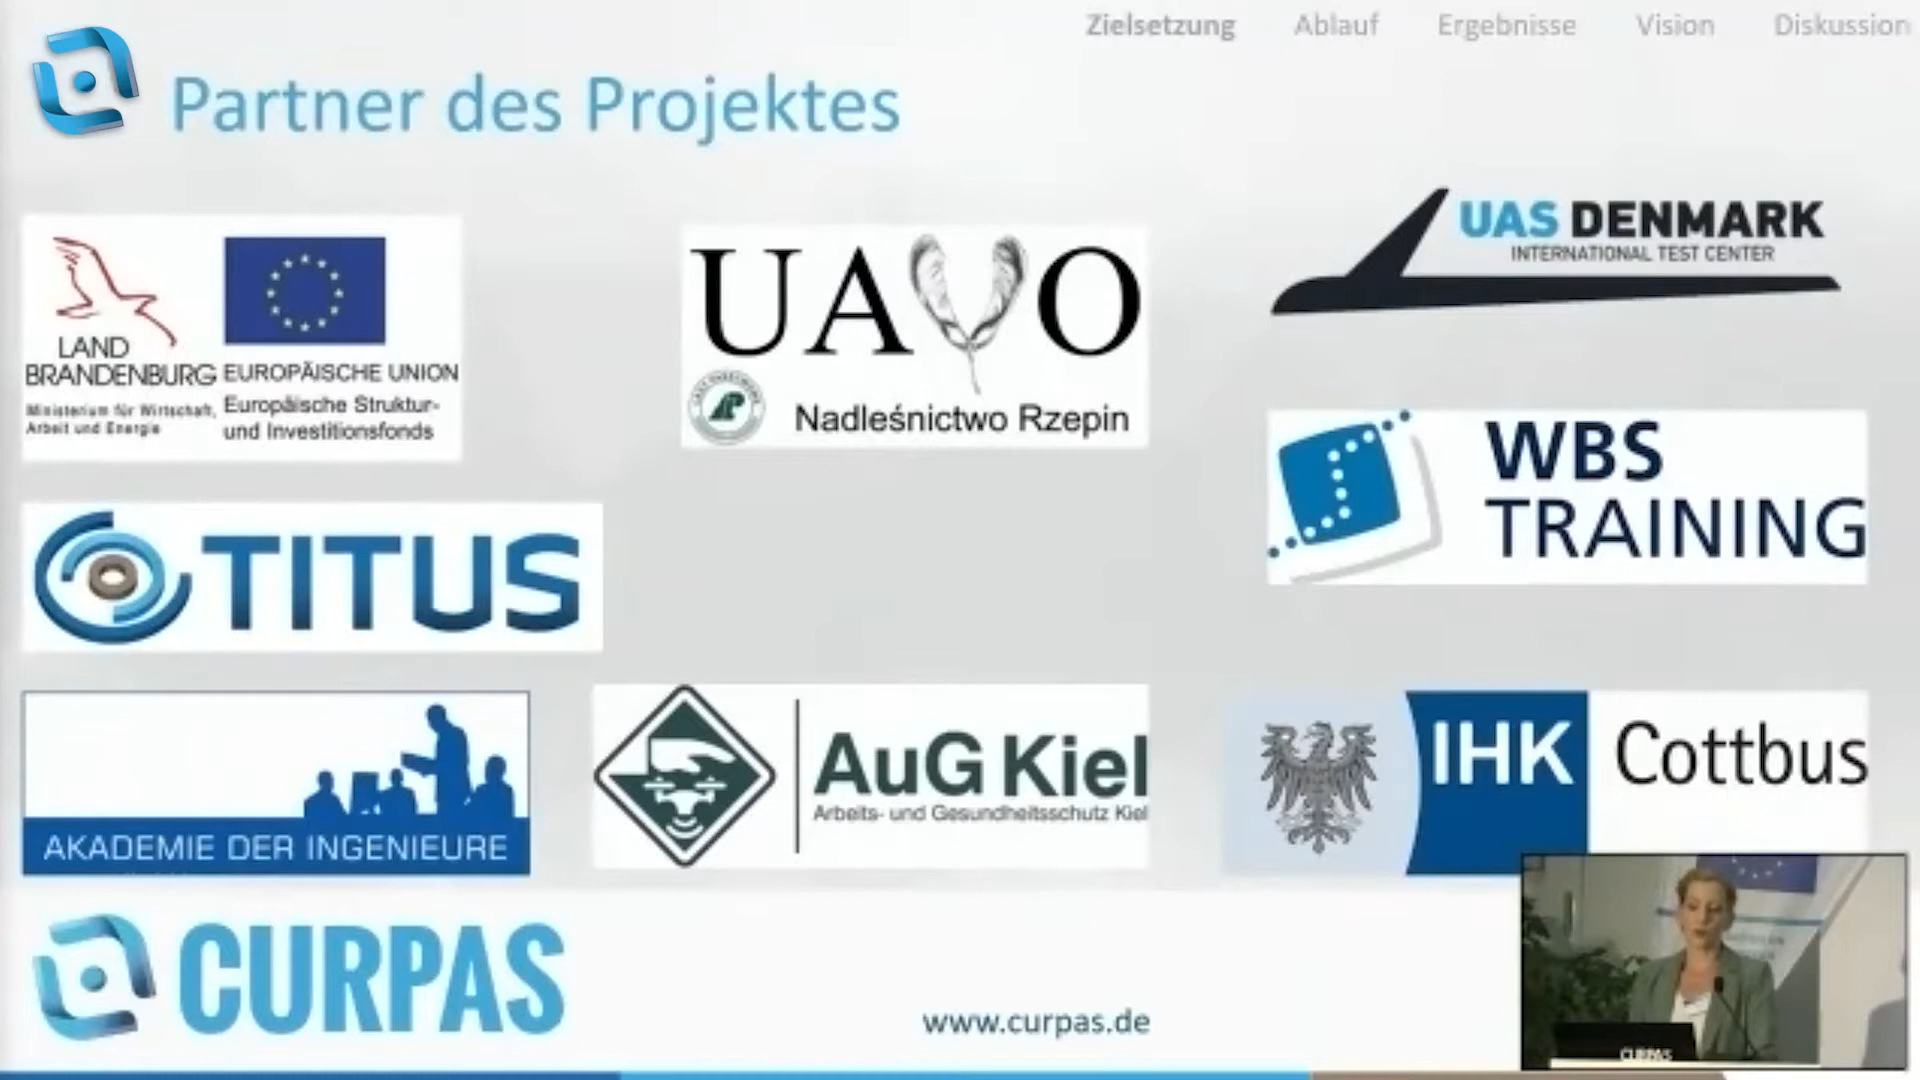 Zielsetzung Ablauf Ergebnisse Vision Diskussion
Partner des Projektes
LAND
BRANDENBURG
Ministerium für Wirtschaft,
Arbeit und Energie
EUROPÄISCHE UNION
Europäische Struktur-
und Investitionsfonds
UAVO
Nadleśnictwo Rzepin
UAS DENMARK
INTERNATIONAL TEST CENTER
WBS
TRAINING
TITUS
AKADEMIE DER INGENIEURE
AuG Kiel
Arbeits- und Gesundheitsschutz Kiel
IHK Cottbus
CURPAS
www.curpas.de
CURPAS